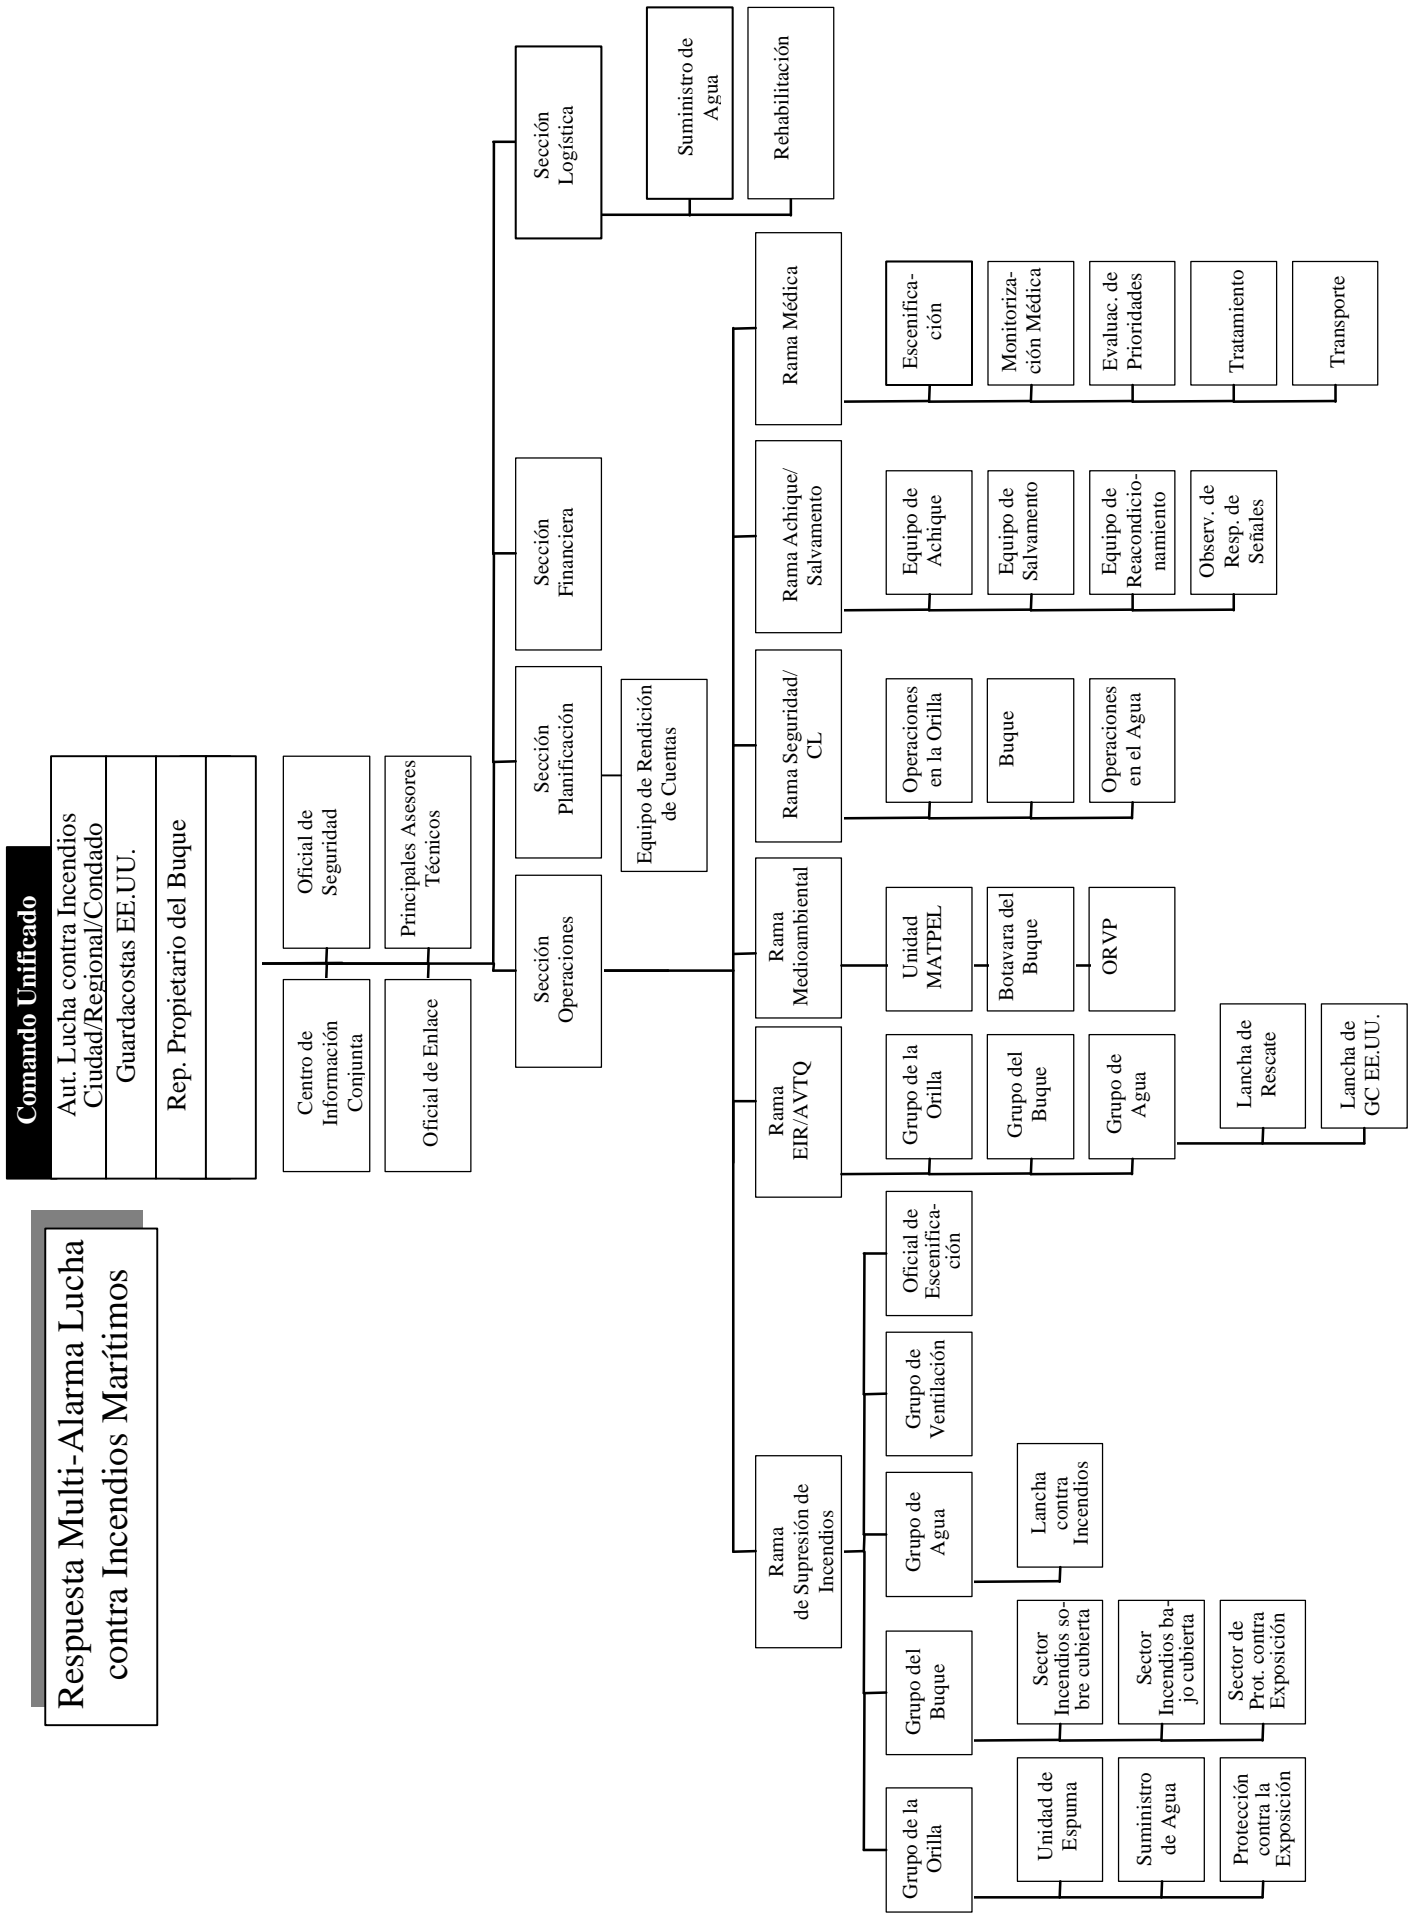 Respuesta Multi-Alarma Lucha
contra Incendios Marítimos
Comando Unificado
Aut. Lucha contra Incendios
Ciudad/Regional/Condado
Guardacostas EE.UU.
Rep. Propietario del Buque
Centro de
Información
Conjunta
Oficial de
Seguridad
Oficial de Enlace
Principales Asesores
Técnicos
Sección
Operaciones
Sección
Planificación
Sección
Financiera
Sección
Logística
Equipo de Rendición
de Cuentas
Suministro de
Agua
Rehabilitación
Rama
de Supresión de
Incendios
Rama
EIR/AVTQ
Rama
Medioambiental
Rama Seguridad/
CL
Rama Achique/
Salvamento
Rama Médica
Grupo de la
Orilla
Grupo del
Buque
Grupo de
Agua
Grupo de
Ventilación
Oficial de
Escenifica-
ción
Unidad de
Espuma
Suministro
de Agua
Protección
contra la
Exposición
Sector
Incendios so-
bre cubierta
Sector
Incendios ba-
jo cubierta
Sector de
Prot. contra
Exposición
Lancha
contra
Incendios
Grupo de la
Orilla
Grupo del
Buque
Grupo de
Agua
Lancha de
Rescate
Lancha de
GC EE.UU.
Unidad
MATPEL
Botavara del
Buque
ORVP
Operaciones
en la Orilla
Buque
Operaciones
en el Agua
Equipo de
Achique
Equipo de
Salvamento
Equipo de
Reacondicio-
namiento
Observ. de
Resp. de
Señales
Escenifica-
ción
Monitoriza-
ción Médica
Evaluac. de
Prioridades
Tratamiento
Transporte